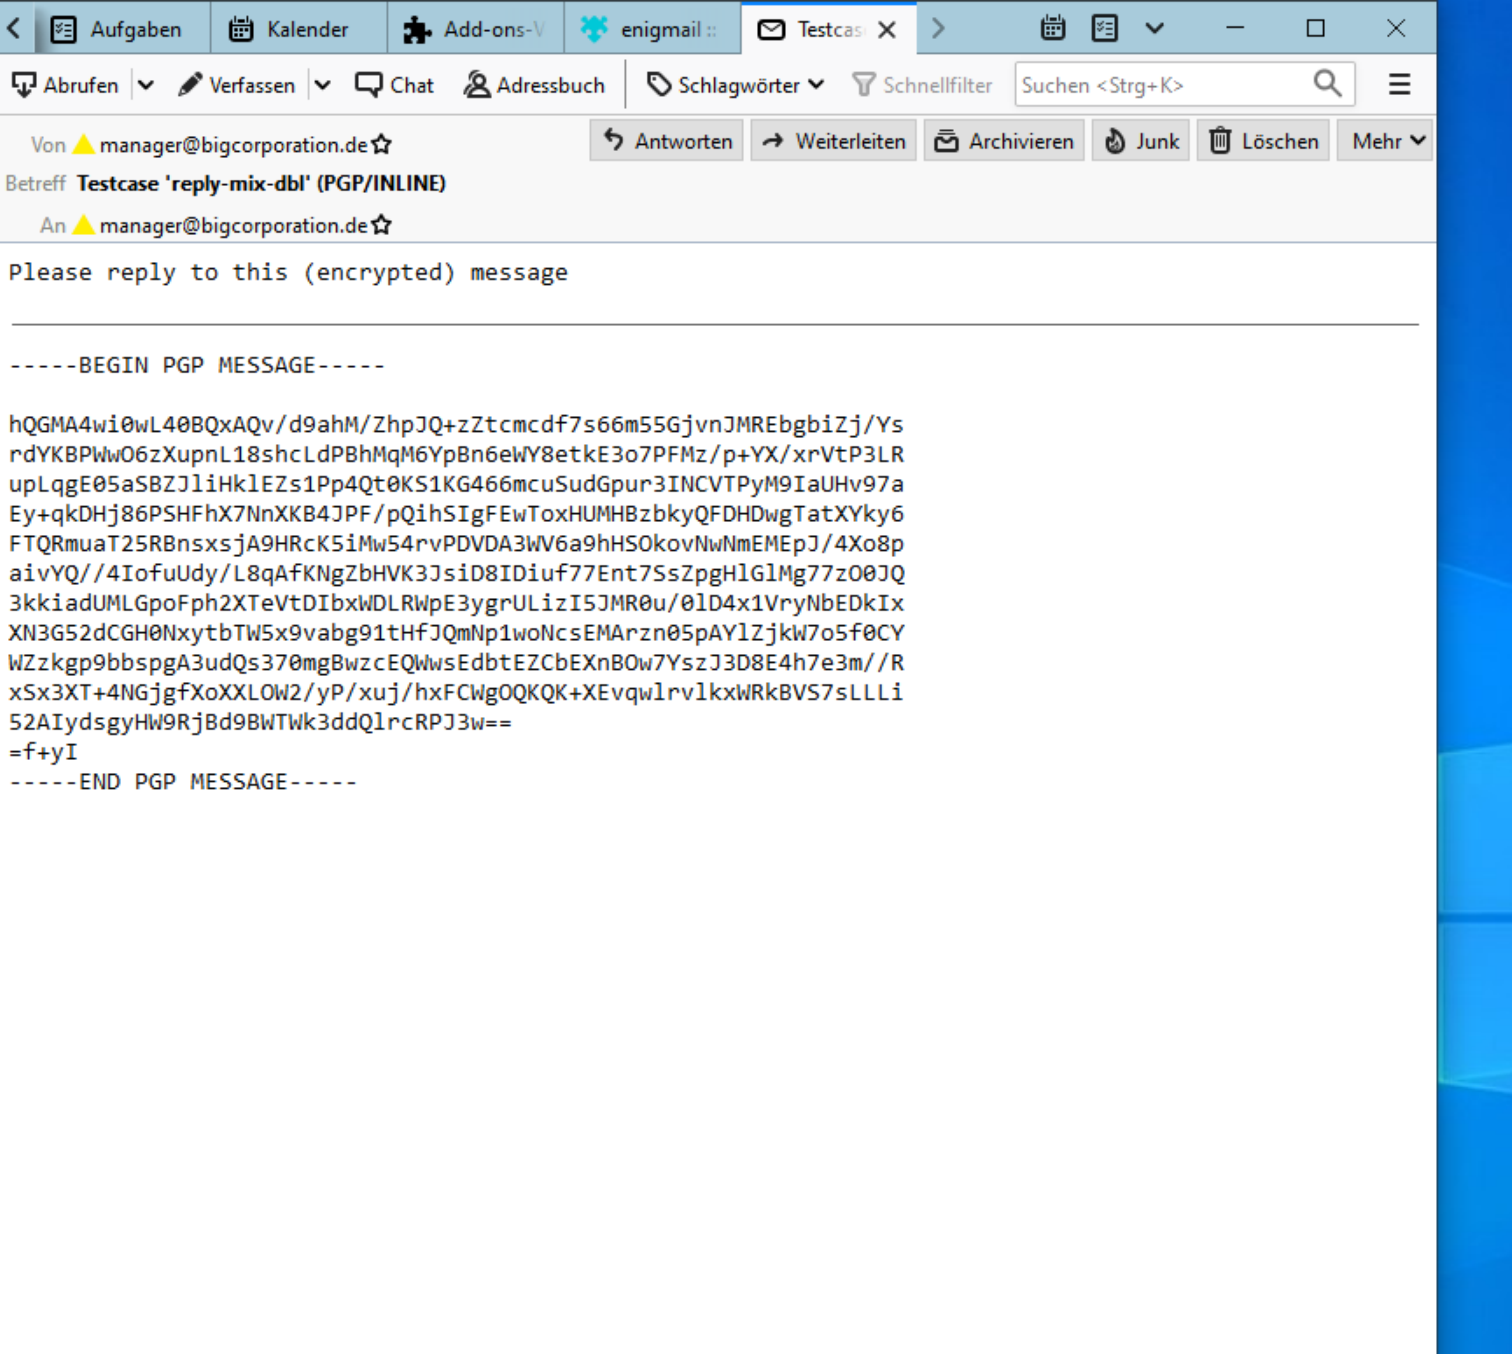 Aufgaben Kalender Add-ons-V enigmail :: Testcas
Abrufen Verfassen Chat Adressbuch Schlagwörter Schnellfilter Suchen <Strg+K>
Von manager@bigcorporation.de Antworten Weiterleiten Archivieren Junk Löschen Mehr
Betreff Testcase 'reply-mix-dbl' (PGP/INLINE)
An manager@bigcorporation.de
Please reply to this (encrypted) message
-----BEGIN PGP MESSAGE-----
hQGMA4wi0wL40BQxAQv/d9ahM/ZhpJQ+zZtcmcdf7s66m55GjvnJMREbgbiZj/Ys
rdYKBPWwO6zXupnL18shcLdPBhMqM6YpBn6eWY8etkE3o7PFMz/p+YX/xrVtP3LR
upLqgE05aSBZJliHklEZs1Pp4Qt0KS1KG466mcuSudGpur3INCVTPyM9IaUHv97a
Ey+qkDHj86PSHFhX7NnXKB4JPF/pQihSIgFEwToxHUMHBzbkyQFDHDwgTatXYky6
FTQRmuaT25RBnsxsjA9HRcK5iMw54rvPDVDA3WV6a9hHSOkovNwNmEMEpJ/4Xo8p
aivYQ//4IofuUdy/L8qAfKNgZbHVK3JsiD8IDiuf77Ent7SsZpgHlGlMg77zO0JQ
3kkiadUMLGpoFph2XTeVtDIbxWDLRWpE3ygrULizI5JMR0u/0lD4x1VryNbEDkIx
XN3G52dCGH0NxytbTW5x9vabg91tHfJQmNp1woNcsEMArzn05pAYlZjkW7o5f0CY
WZzkgp9bbspgA3udQs370mgBwzcEQWwsEdbtEZCbEXnBOw7YszJ3D8E4h7e3m//R
xSx3XT+4NGjgfXoXXLOW2/yP/xuj/hxFCWgOQKQK+XEvqwlrvlkxWRkBVS7sLLLi
52AIydsgyHW9RjBd9BWTWk3ddQlrcRPJ3w==
=f+yI
-----END PGP MESSAGE-----